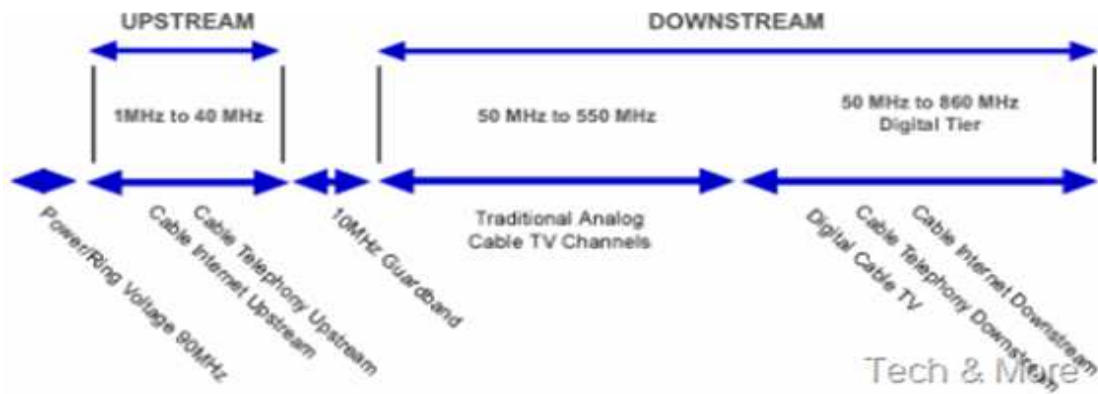 UPSTREAM
DOWNSTREAM
1MHz to 40 MHz
50 MHz to 550 MHz
50 MHz to 860 MHz
Digital Tier
Power/Ring Voltage 90MHz
Cable Internet Upstream
Cable Telephony Upstream
10MHz Guardband
Traditional Analog
Cable TV Channels
Digital Cable TV
Cable Telephony Downstream
Cable Internet Downstream
Tech & More